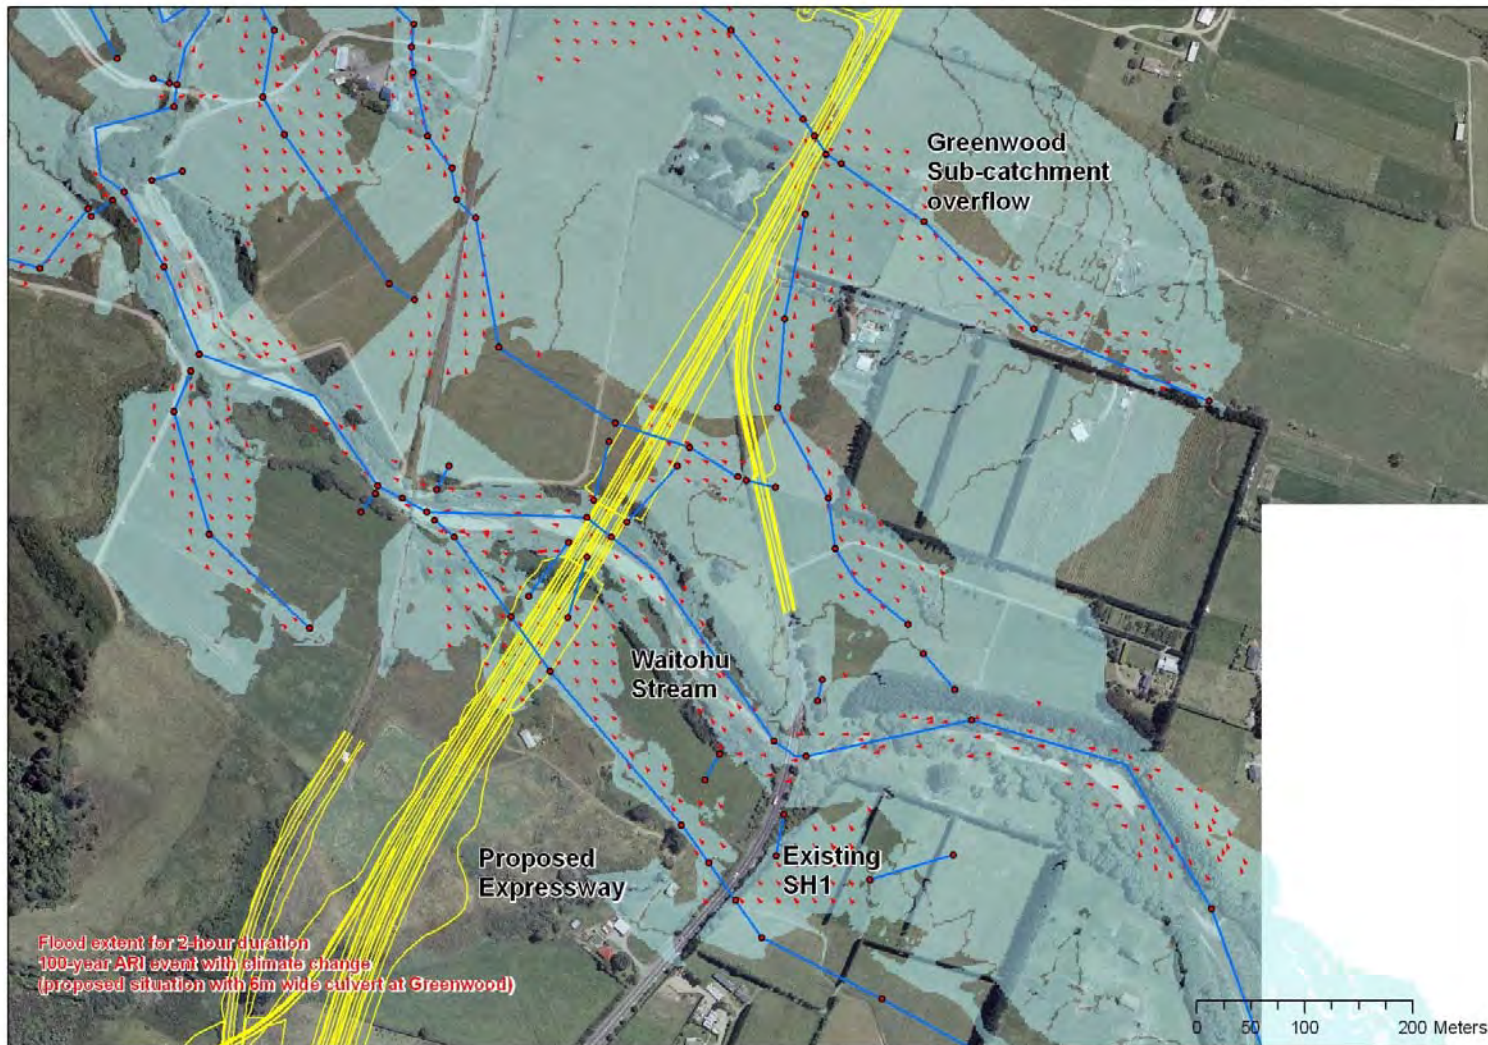 Greenwood
Sub-catchment
overflow
Waitohu
Stream
Proposed
Expressway
Existing
SH1
Flood extent for 2-hour duration
100-year ARI event with climate change
(proposed situation with 6m wide culvert at Greenwood)
0 50 100 200 Meters